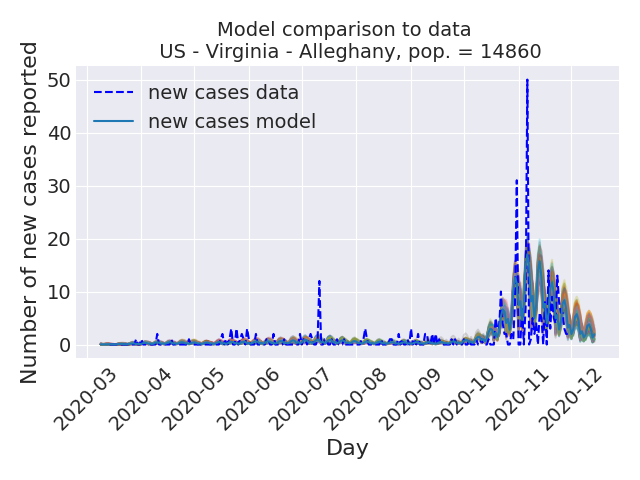 Model comparison to data
US - Virginia - Alleghany, pop. = 14860
Number of new cases reported
50
40
30
20
10
0
new cases data
new cases model
2020-03
2020-04
2020-05
2020-06
2020-07
2020-08
2020-09
2020-10
2020-11
2020-12
Day